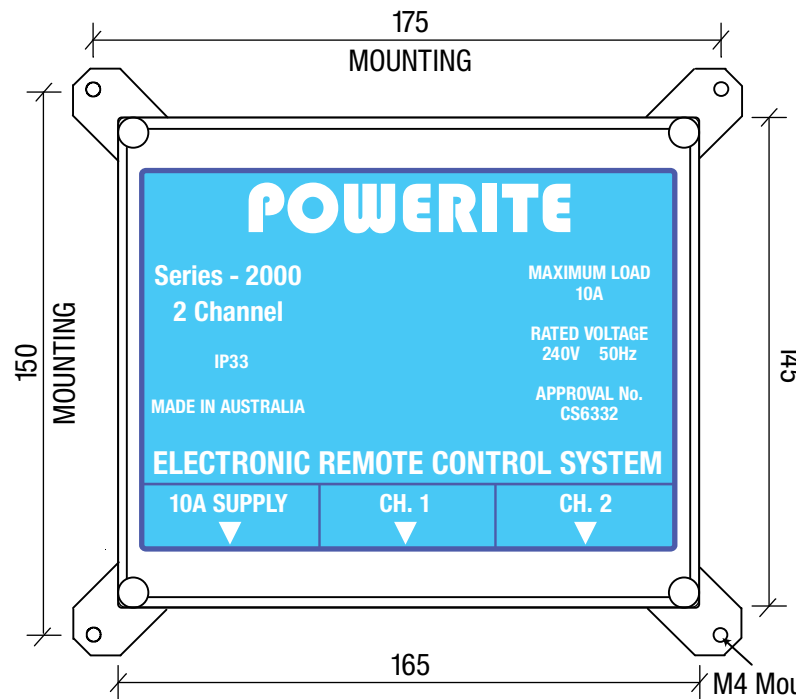 175
MOUNTING
POWERITE
Series - 2000
2 Channel
IP33
MADE IN AUSTRALIA
MAXIMUM LOAD
10A
RATED VOLTAGE
240V 50Hz
APPROVAL No.
CS6332
ELECTRONIC REMOTE CONTROL SYSTEM
10A SUPPLY
CH. 1
CH. 2
150
MOUNTING
145
165
M4